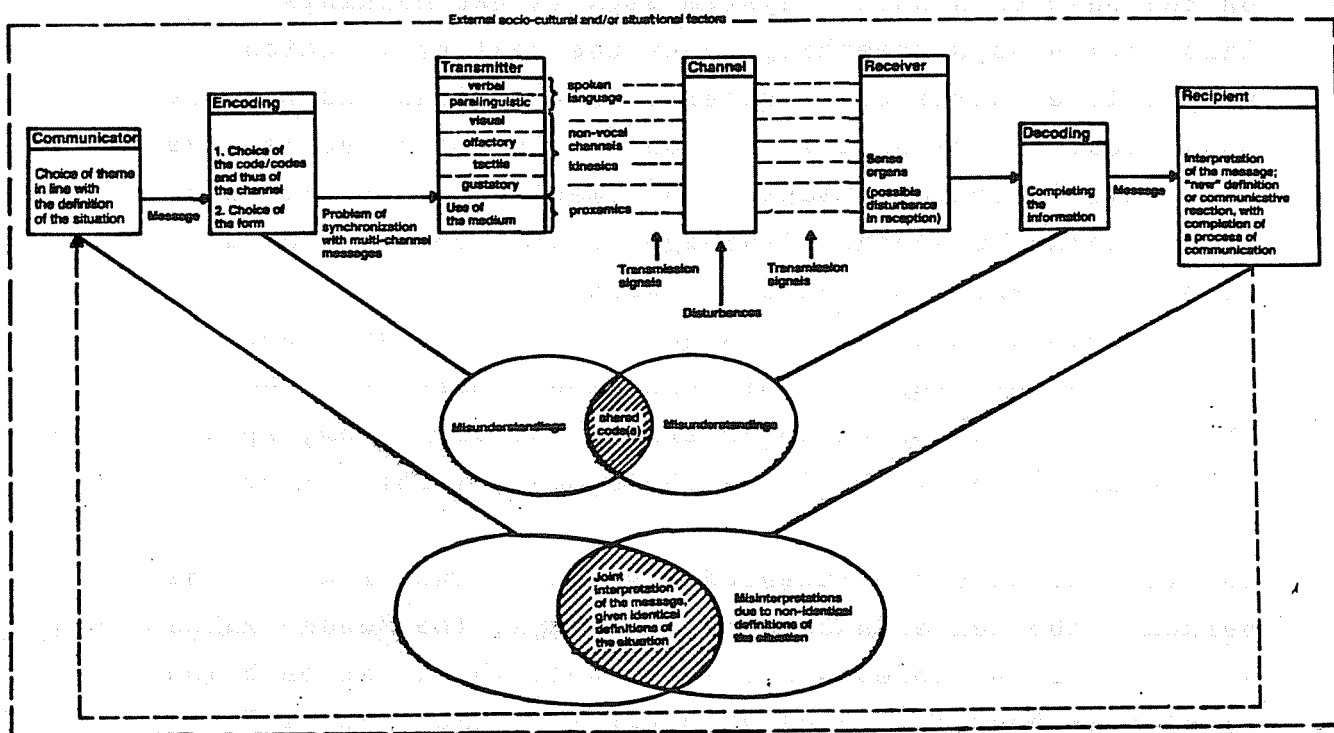 External socio-cultural and/or situational factors
Communicator
Choice of theme
in line with
the definition
of the situation
Message
Encoding
1. Choice of
the code/codes
and thus of
the channel
2. Choice of
the form
Problem of
synchronization
with multi-channel
messages
Transmitter
verbal
paralinguistic
visual
olfactory
tactile
gustatory
Use of
the medium
spoken
language
non-vocal
channels
kinesics
proxemics
Transmission
signals
Channel
Disturbances
Transmission
signals
Receiver
Sense
organs
(possible
disturbance
in reception)
Decoding
Completing
the
information
Message
Recipient
Interpretation
of the message;
"new" definition
or communicative
reaction, with
completion of
a process of
communication
Misunderstandings
shared
code(s)
Misunderstandings
Joint
interpretation
of the message,
given identical
definitions of
the situation
Misinterpretations
due to non-identical
definitions of
the situation